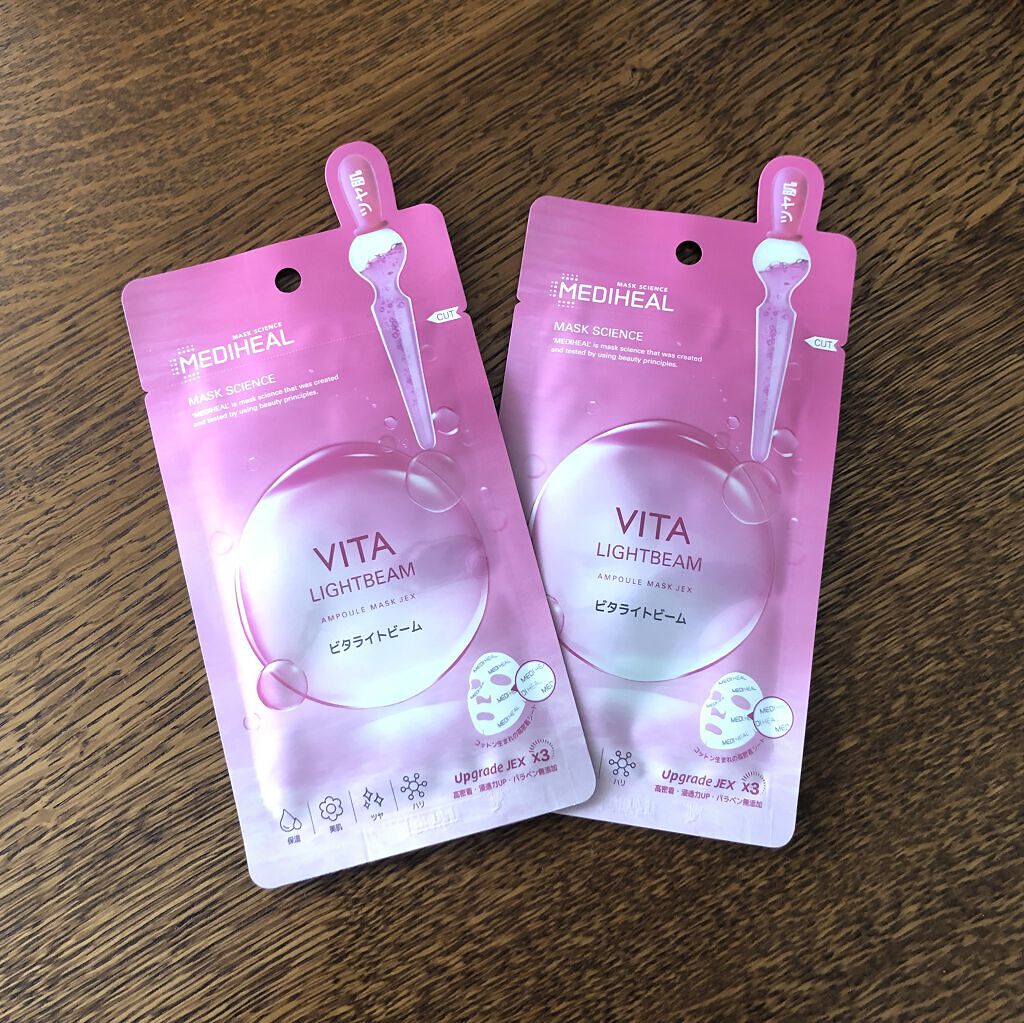 MASK SCIENCE
MEDIHEAL
MASK SCIENCE
'MEDIHEAL' is mask science that was created
and tested by using beauty principles.
CUT
VITA
LIGHTBEAM
AMPOULE MASK JEX
ビタライトビーム
MEDIHEAL
MEDIHEAL
MEDIHEAL
コットン生まれの高密着シート
Upgrade JEX X3
高密着・浸透力UP・パラベン無添加
保湿
美肌
ツヤ
ハリ
MASK SCIENCE
MEDIHEAL
MASK SCIENCE
'MEDIHEAL' is mask science that was created
and tested by using beauty principles.
CUT
VITA
LIGHTBEAM
AMPOULE MASK JEX
ビタライトビーム
MEDIHEAL
MEDIHEAL
コットン生まれの高密着シート
Upgrade JEX X3
高密着・浸透力UP・パラベン無添加
ハリ